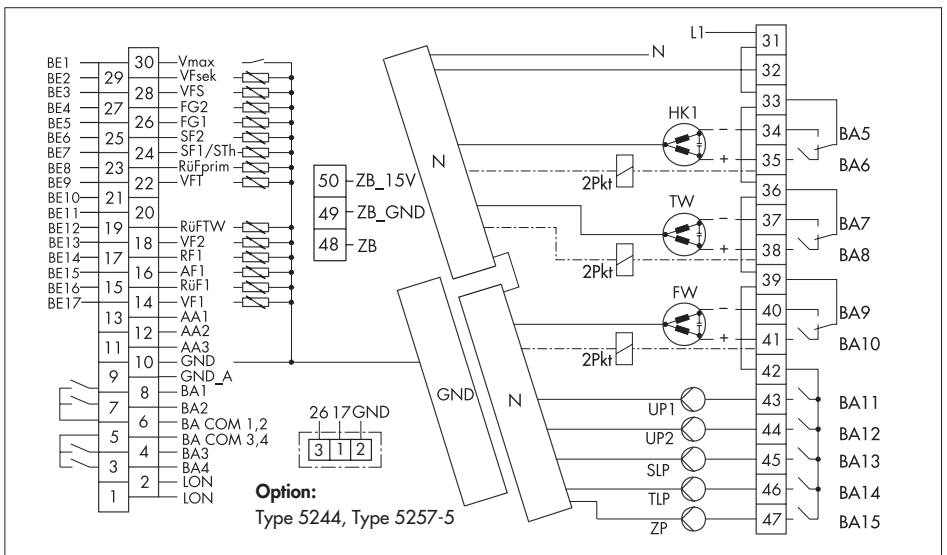 BE1 30 Vmax
BE2 29 VFsek
BE3 28 VFS
BE4 27 FG2
BE5 26 FG1
BE6 25 SF2
BE7 24 SF1/STh
BE8 23 RüFprim
BE9 22 VFT
BE10 21
BE11 20
BE12 19 RüFTW
BE13 18 VF2
BE14 17 RF1
BE15 16 AF1
BE16 15 RüF1
BE17 14 VF1
13 AA1
12 AA2
11 AA3
10 GND
9 GND_A
8 BA1
7 BA2
6 BA COM 1,2
5 BA COM 3,4
4 BA3
3 BA4
2 LON
1 LON
50 ZB_15V
49 ZB_GND
48 ZB
26 17 GND
3 1 2
Option:
Type 5244, Type 5257-5
N
GND
N
L1 31
N 32
33
HK1 − 34 BA5
+ 35 BA6
2Pkt
36
TW − 37 BA7
+ 38 BA8
2Pkt
39
FW − 40 BA9
+ 41 BA10
2Pkt
42
UP1 43 BA11
UP2 44 BA12
SLP 45 BA13
TLP 46 BA14
ZP 47 BA15